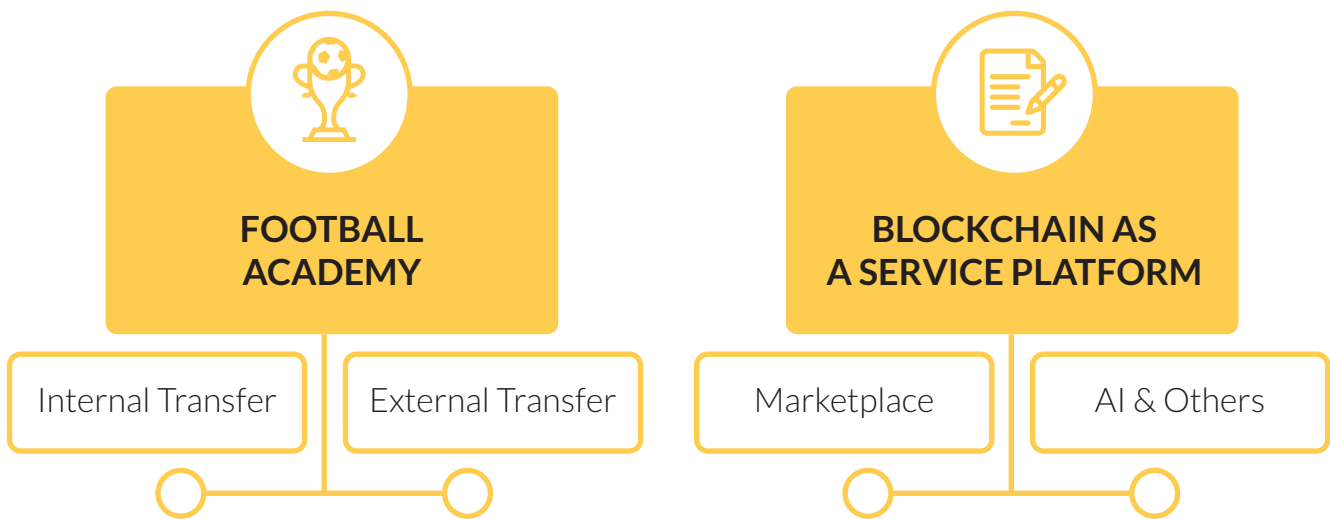 FOOTBALL
ACADEMY
Internal Transfer
External Transfer
BLOCKCHAIN AS
A SERVICE PLATFORM
Marketplace
AI & Others